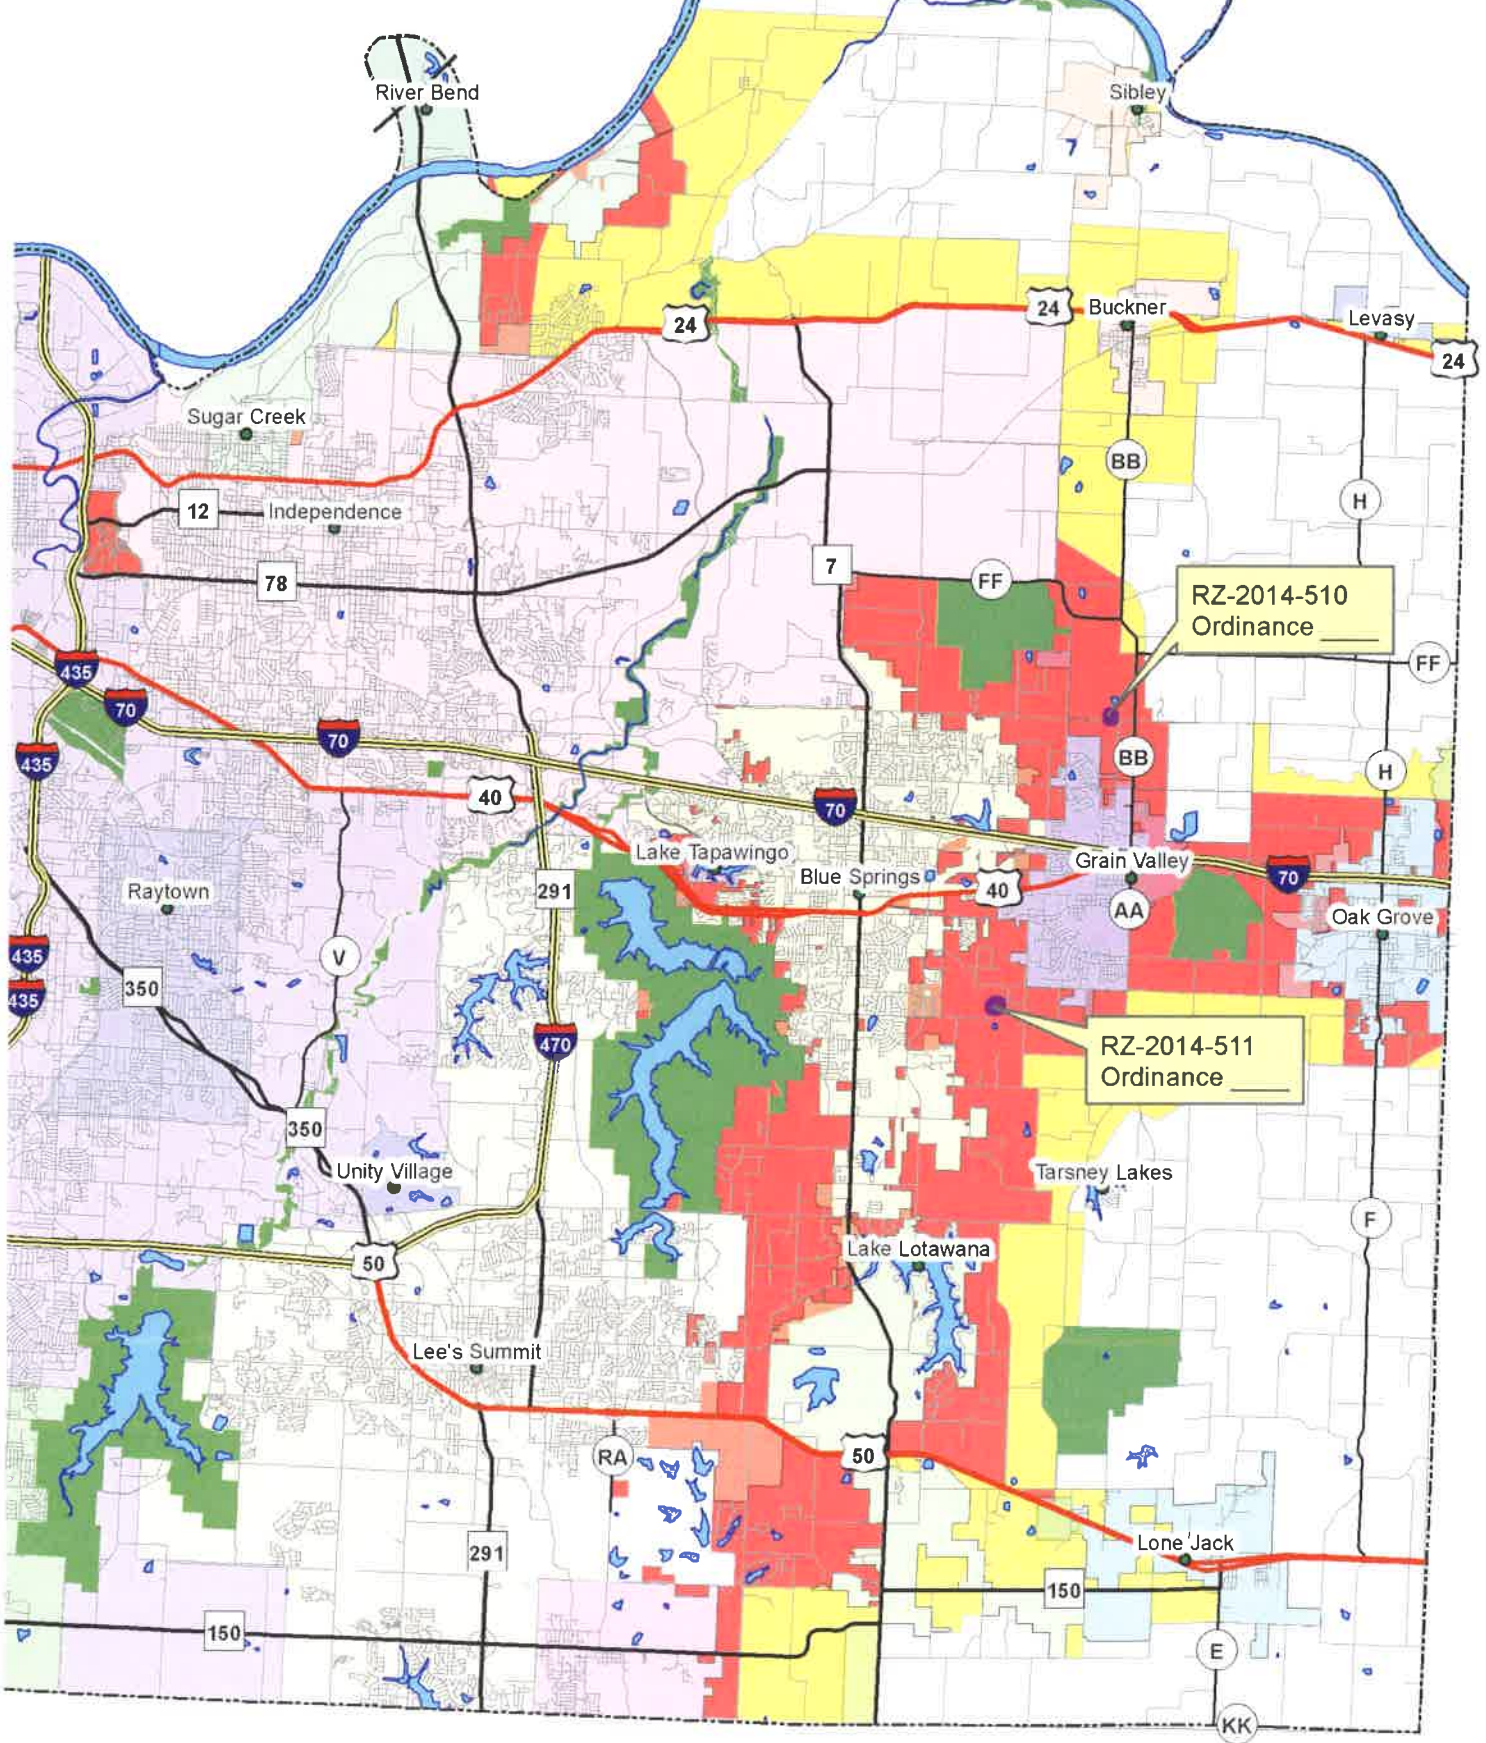 River Bend
Sibley
24
24
Buckner
Levasy
24
Sugar Creek
BB
12
Independence
H
78
7
FF
RZ-2014-510
Ordinance ____
435
FF
70
70
435
BB
H
40
70
Lake Tapawingo
Grain Valley
Blue Springs
70
40
291
Raytown
AA
Oak Grove
435
V
350
435
470
RZ-2014-511
Ordinance ____
350
Unity Village
Tarsney Lakes
F
50
Lake Lotawana
Lee's Summit
RA
50
Lone Jack
291
150
150
E
KK